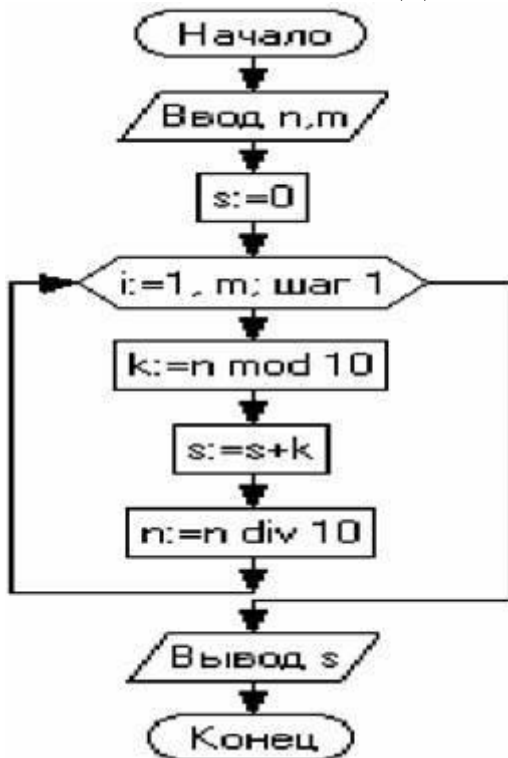 Начало
Ввод n,m
s:=0
i:=1, m; шаг 1
k:=n mod 10
s:=s+k
n:=n div 10
Вывод s
Конец